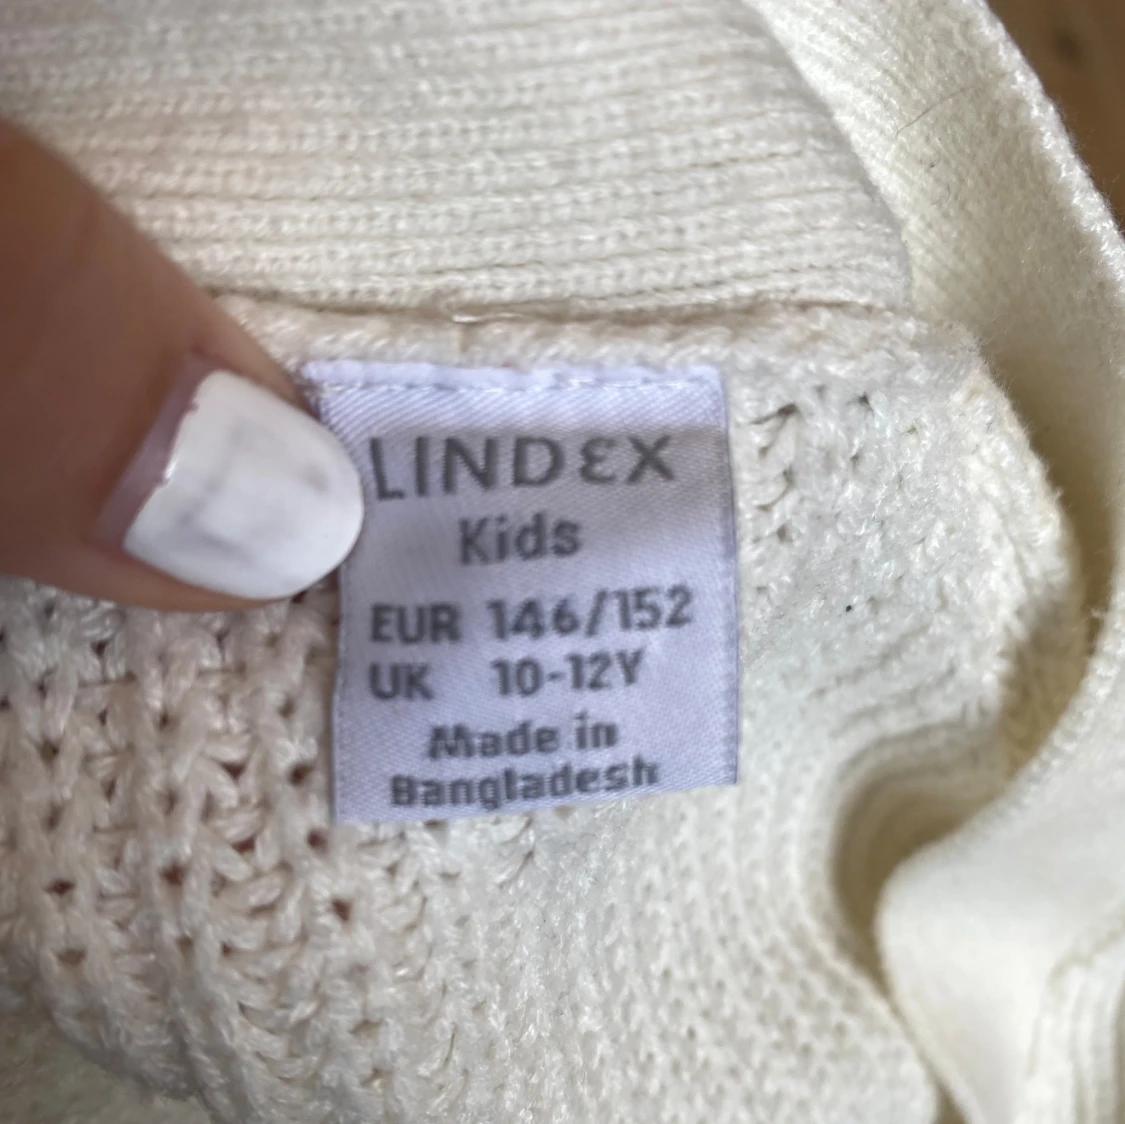 LINDEX
Kids
EUR 146/152
UK 10-12Y
Made in
Bangladesh